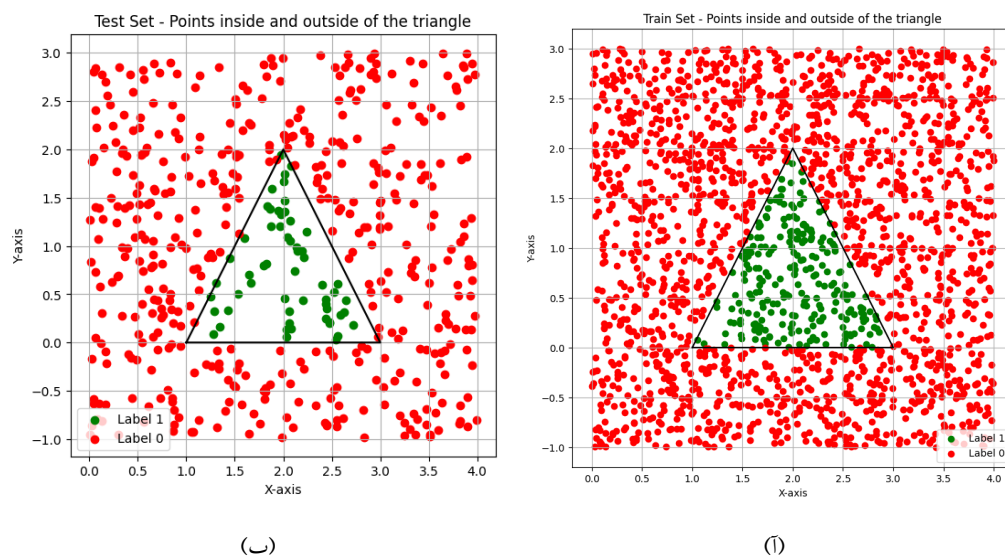 Test Set - Points inside and outside of the triangle
3.0
2.5
2.0
1.5
1.0
0.5
0.0
−0.5
−1.0
Y-axis
Label 1
Label 0
0.0 0.5 1.0 1.5 2.0 2.5 3.0 3.5 4.0
X-axis
(ب)
Train Set - Points inside and outside of the triangle
3.0
2.5
2.0
1.5
1.0
0.5
0.0
−0.5
−1.0
Y-axis
Label 1
Label 0
0.0 0.5 1.0 1.5 2.0 2.5 3.0 3.5 4.0
X-axis
(آ)